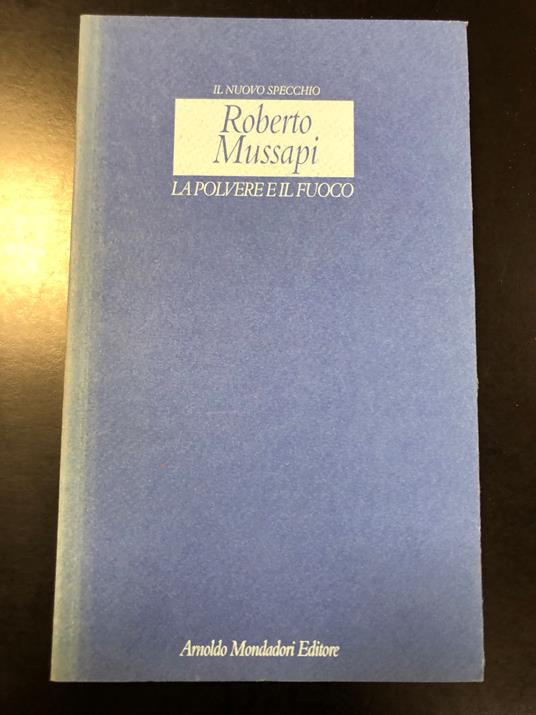 IL NUOVO SPECCHIO
Roberto
Mussapi
LA POLVERE E IL FUOCO
Arnoldo Mondadori Editore